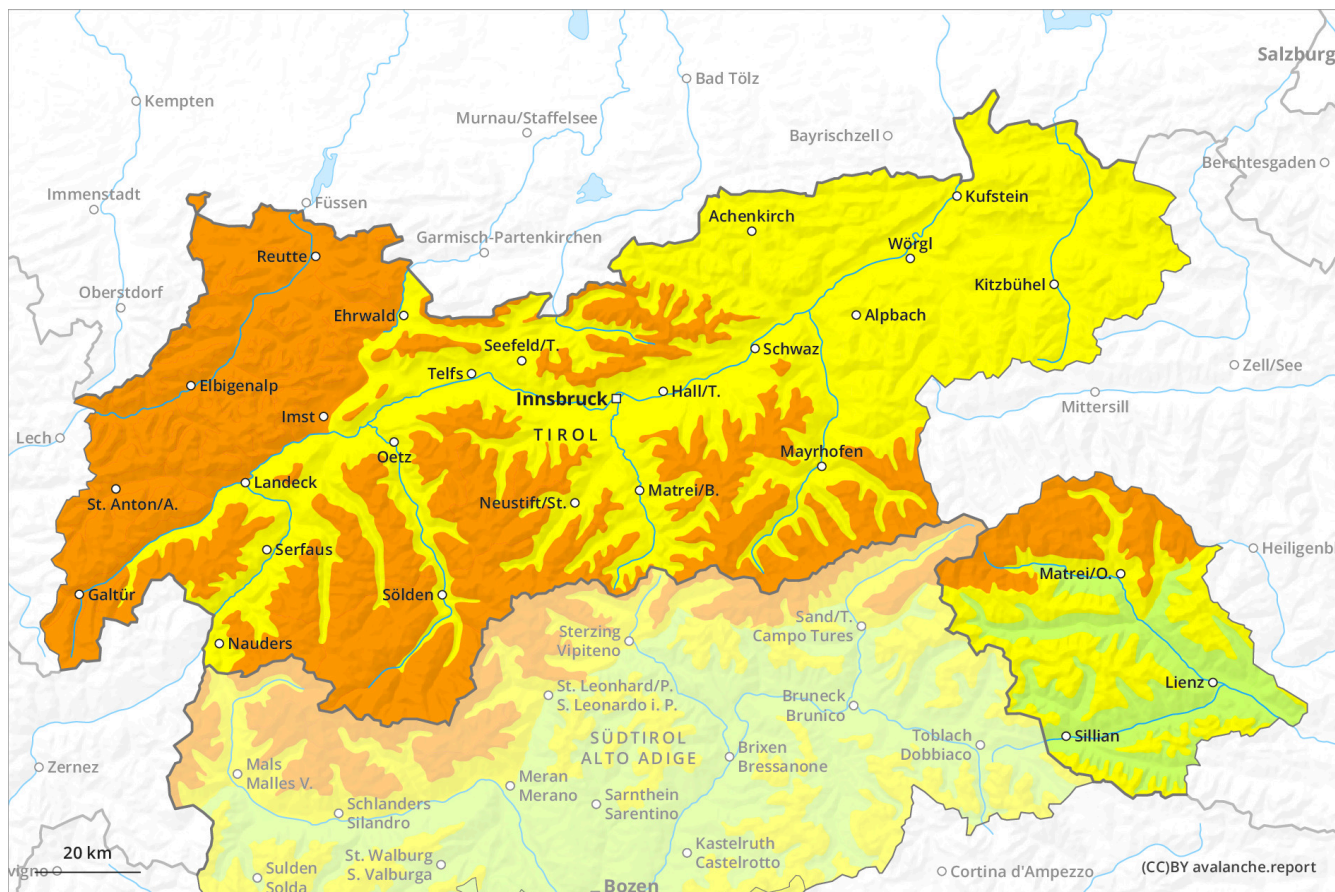 Salzburg
Bad Tölz
Kempten
Murnau/Staffelsee
Bayrischzell
Berchtesgaden
Immenstadt
Füssen
Kufstein
Achenkirch
Garmisch-Partenkirchen
Wörgl
Reutte
Kitzbühel
Oberstdorf
Ehrwald
Alpbach
Seefeld/T.
Schwaz
Zell/See
Telfs
Elbigenalp
Hall/T.
Innsbruck
Mittersill
Imst
TIROL
Lech
Oetz
Mayrhofen
Landeck
Matrei/B.
St. Anton/A.
Neustift/St.
Serfaus
Heiligenb
Matrei/O.
Galtür
Sölden
Sand/T.
Campo Tures
Sterzing
Vipiteno
Nauders
Lienz
St. Leonhard/P.
S. Leonardo i. P.
Bruneck
Brunico
Sillian
SÜDTIROL
ALTO ADIGE
Toblach
Dobbiaco
Brixen
Bressanone
Zernez
Mals
Malles V.
Meran
Merano
Schlanders
Silandro
Sarnthein
Sarentino
Kastelruth
Castelrotto
20 km
St. Walburg
S. Valburga
vigno
Sulden
Solda
Cortina d'Ampezzo
(CC)BY avalanche.report
Bozen